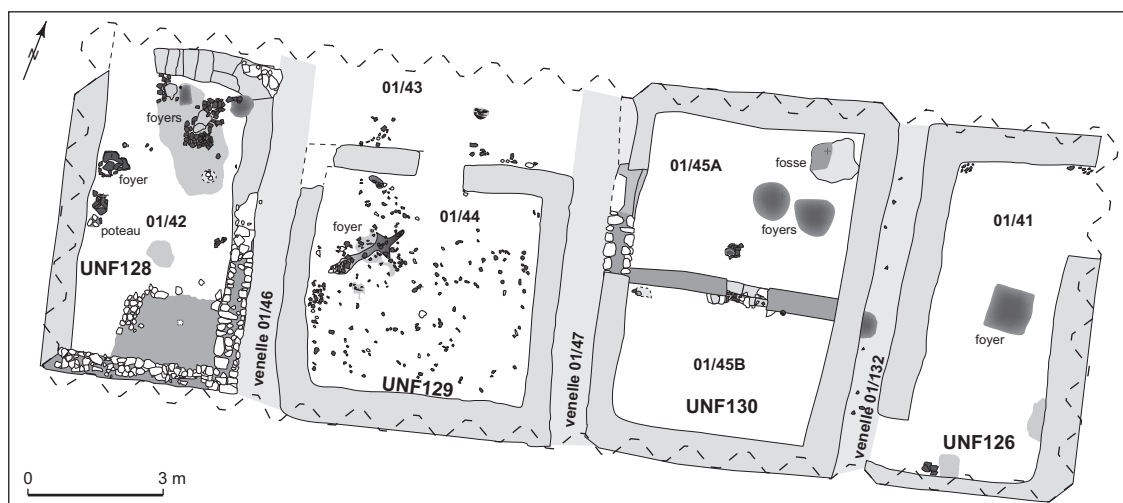 N
01/43
foyers
01/45A
fosse
foyer
01/42
01/44
foyer
foyers
01/41
poteau
UNF128
foyer
venelle 01/46
venelle 01/47
01/45B
venelle 01/132
UNF129
UNF130
UNF126
0 3 m